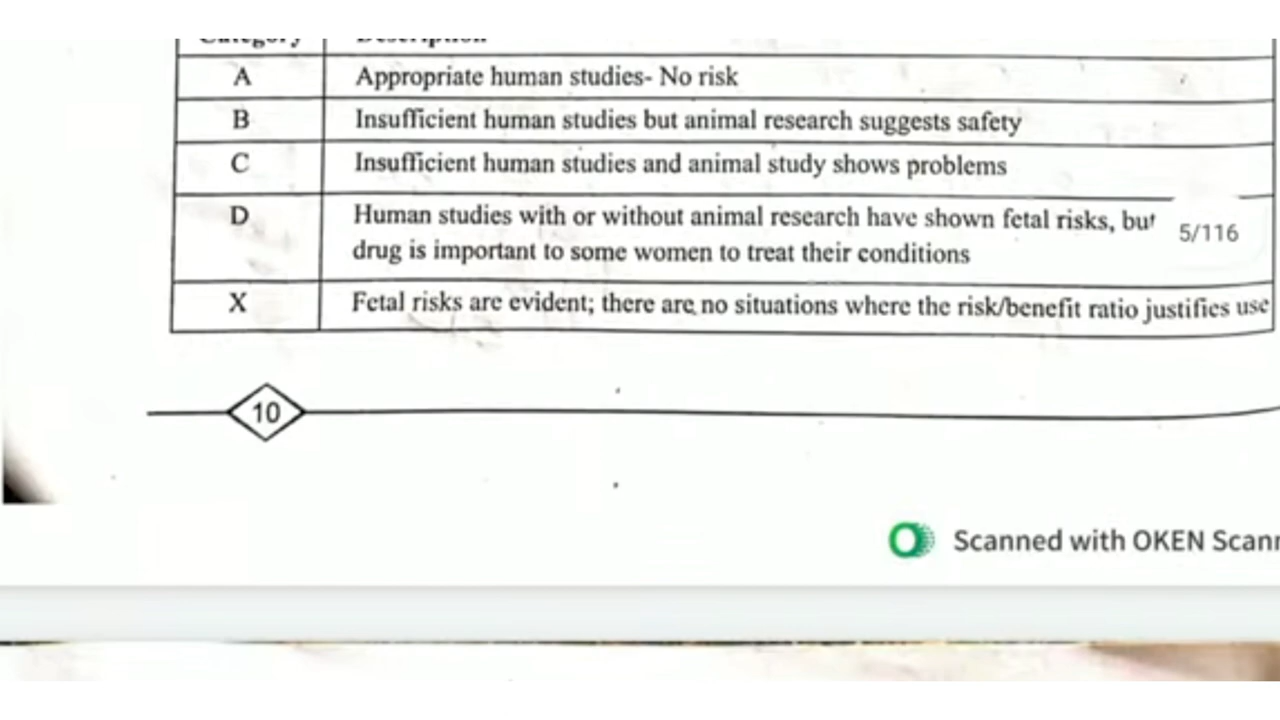 Category Description
A Appropriate human studies- No risk
B Insufficient human studies but animal research suggests safety
C Insufficient human studies and animal study shows problems
D Human studies with or without animal research have shown fetal risks, but
drug is important to some women to treat their conditions
5/116
X Fetal risks are evident; there are no situations where the risk/benefit ratio justifies use
10
Scanned with OKEN Scann